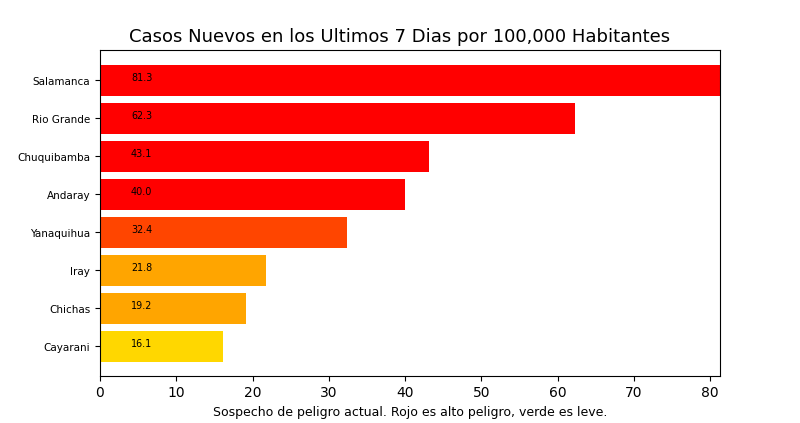 Casos Nuevos en los Ultimos 7 Dias por 100,000 Habitantes
Salamanca 81.3
Rio Grande 62.3
Chuquibamba 43.1
Andaray 40.0
Yanaquihua 32.4
Iray 21.8
Chichas 19.2
Cayarani 16.1
0 10 20 30 40 50 60 70 80
Sospecho de peligro actual. Rojo es alto peligro, verde es leve.